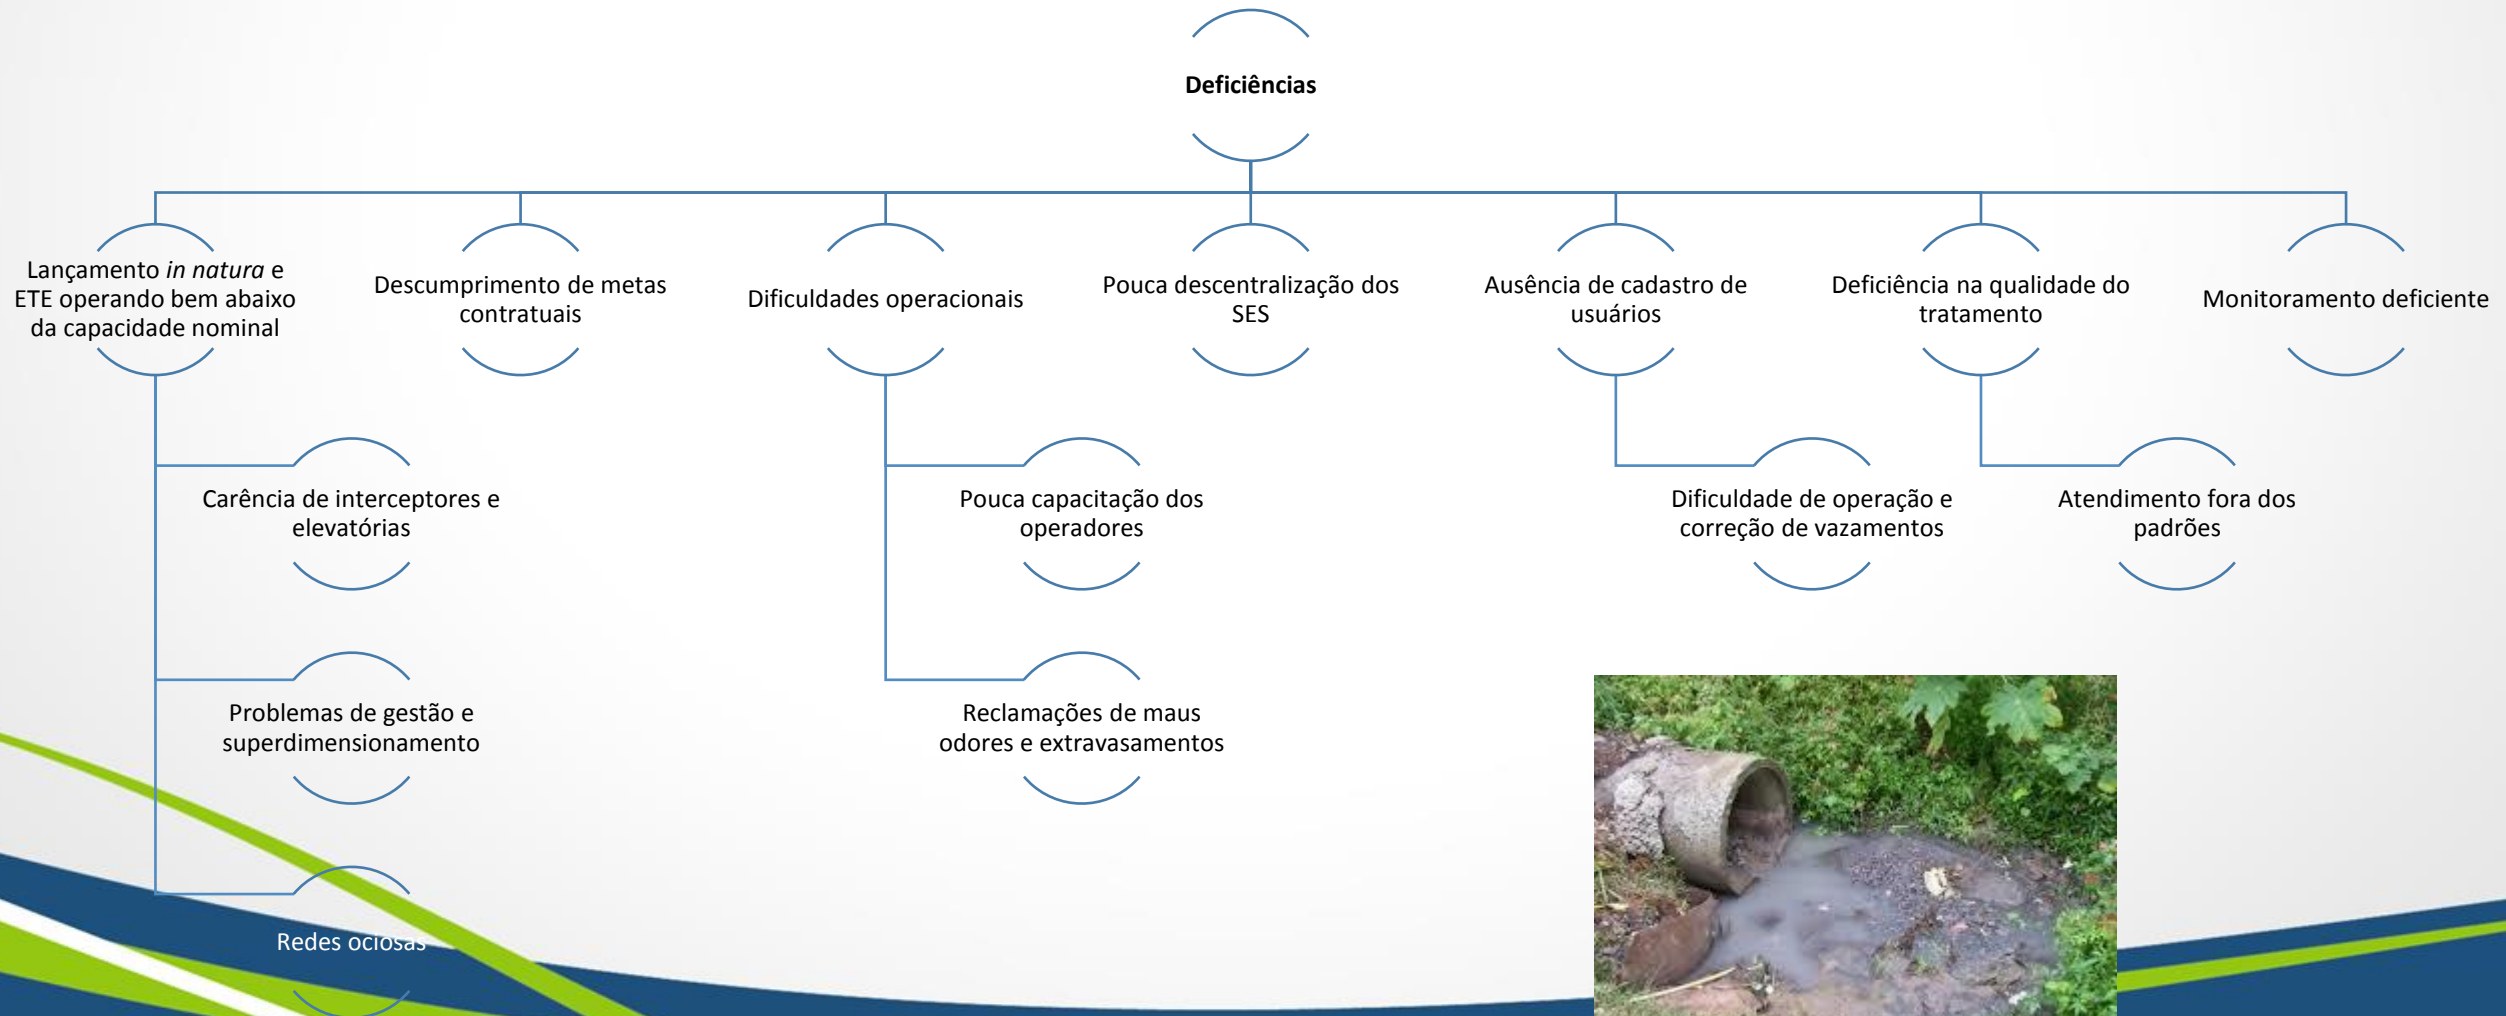 Deficiências
Lançamento in natura e
ETE operando bem abaixo
da capacidade nominal
Descumprimento de metas
contratuais
Dificuldades operacionais
Pouca descentralização dos
SES
Ausência de cadastro de
usuários
Deficiência na qualidade do
tratamento
Monitoramento deficiente
Carência de interceptores e
elevatórias
Pouca capacitação dos
operadores
Dificuldade de operação e
correção de vazamentos
Atendimento fora dos
padrões
Problemas de gestão e
superdimensionamento
Reclamações de maus
odores e extravasamentos
Redes ociosas